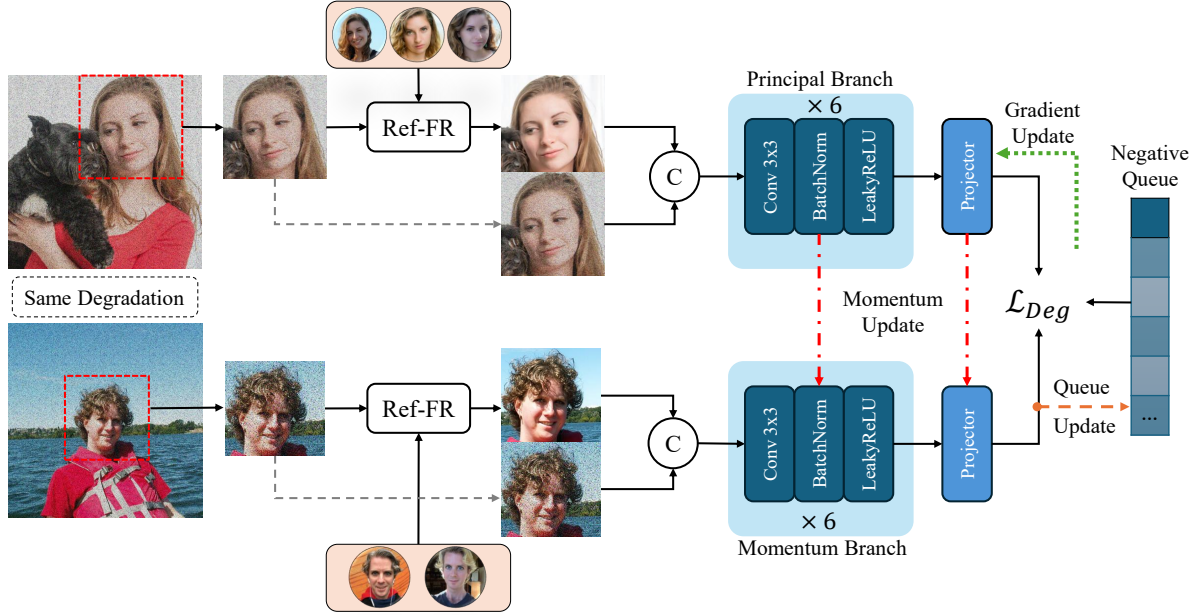 Principal Branch
× 6
Ref-FR
C
Conv 3x3
BatchNorm
LeakyReLU
Projector
Gradient
Update
Negative
Queue
Same Degradation
Momentum
Update
ℒ_Deg
Ref-FR
C
Conv 3x3
BatchNorm
LeakyReLU
Projector
Queue
Update
...
× 6
Momentum Branch